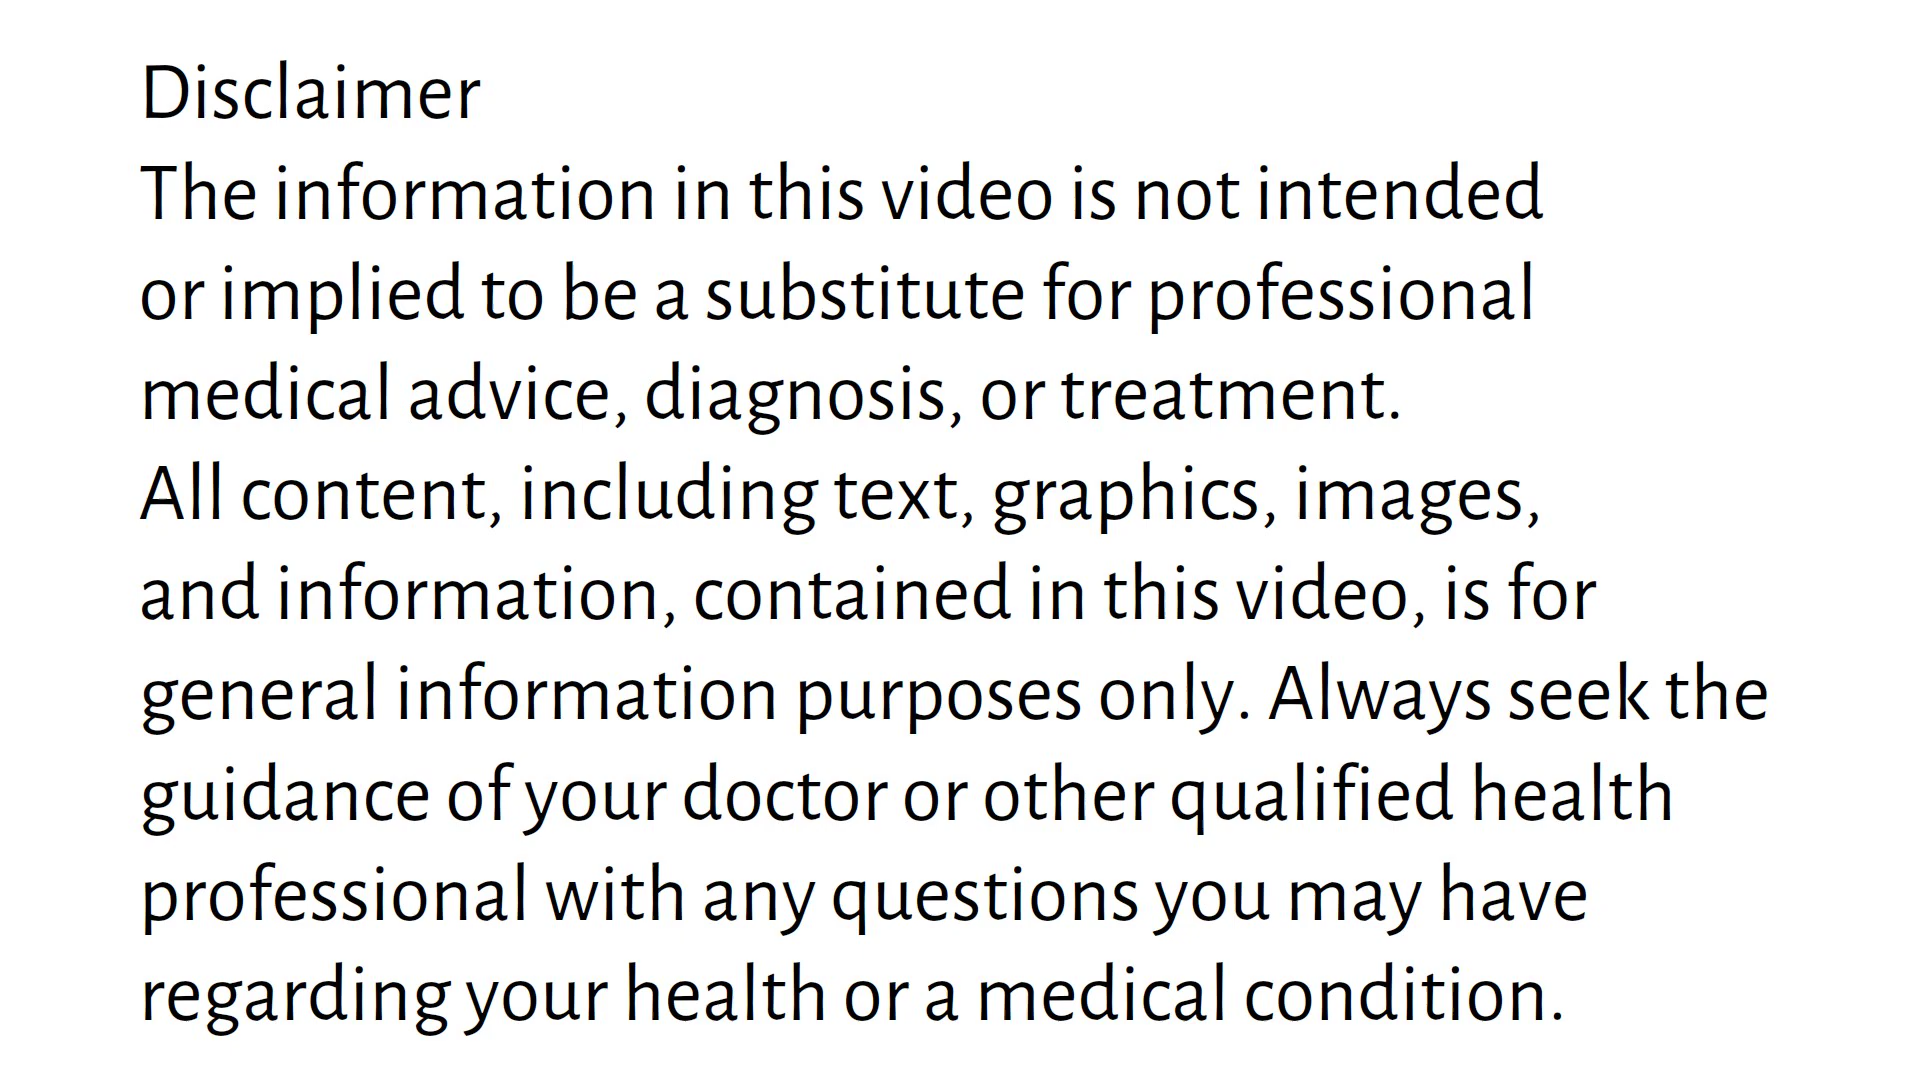 Disclaimer
The information in this video is not intended
or implied to be a substitute for professional
medical advice, diagnosis, or treatment.
All content, including text, graphics, images,
and information, contained in this video, is for
general information purposes only. Always seek the
guidance of your doctor or other qualified health
professional with any questions you may have
regarding your health or a medical condition.